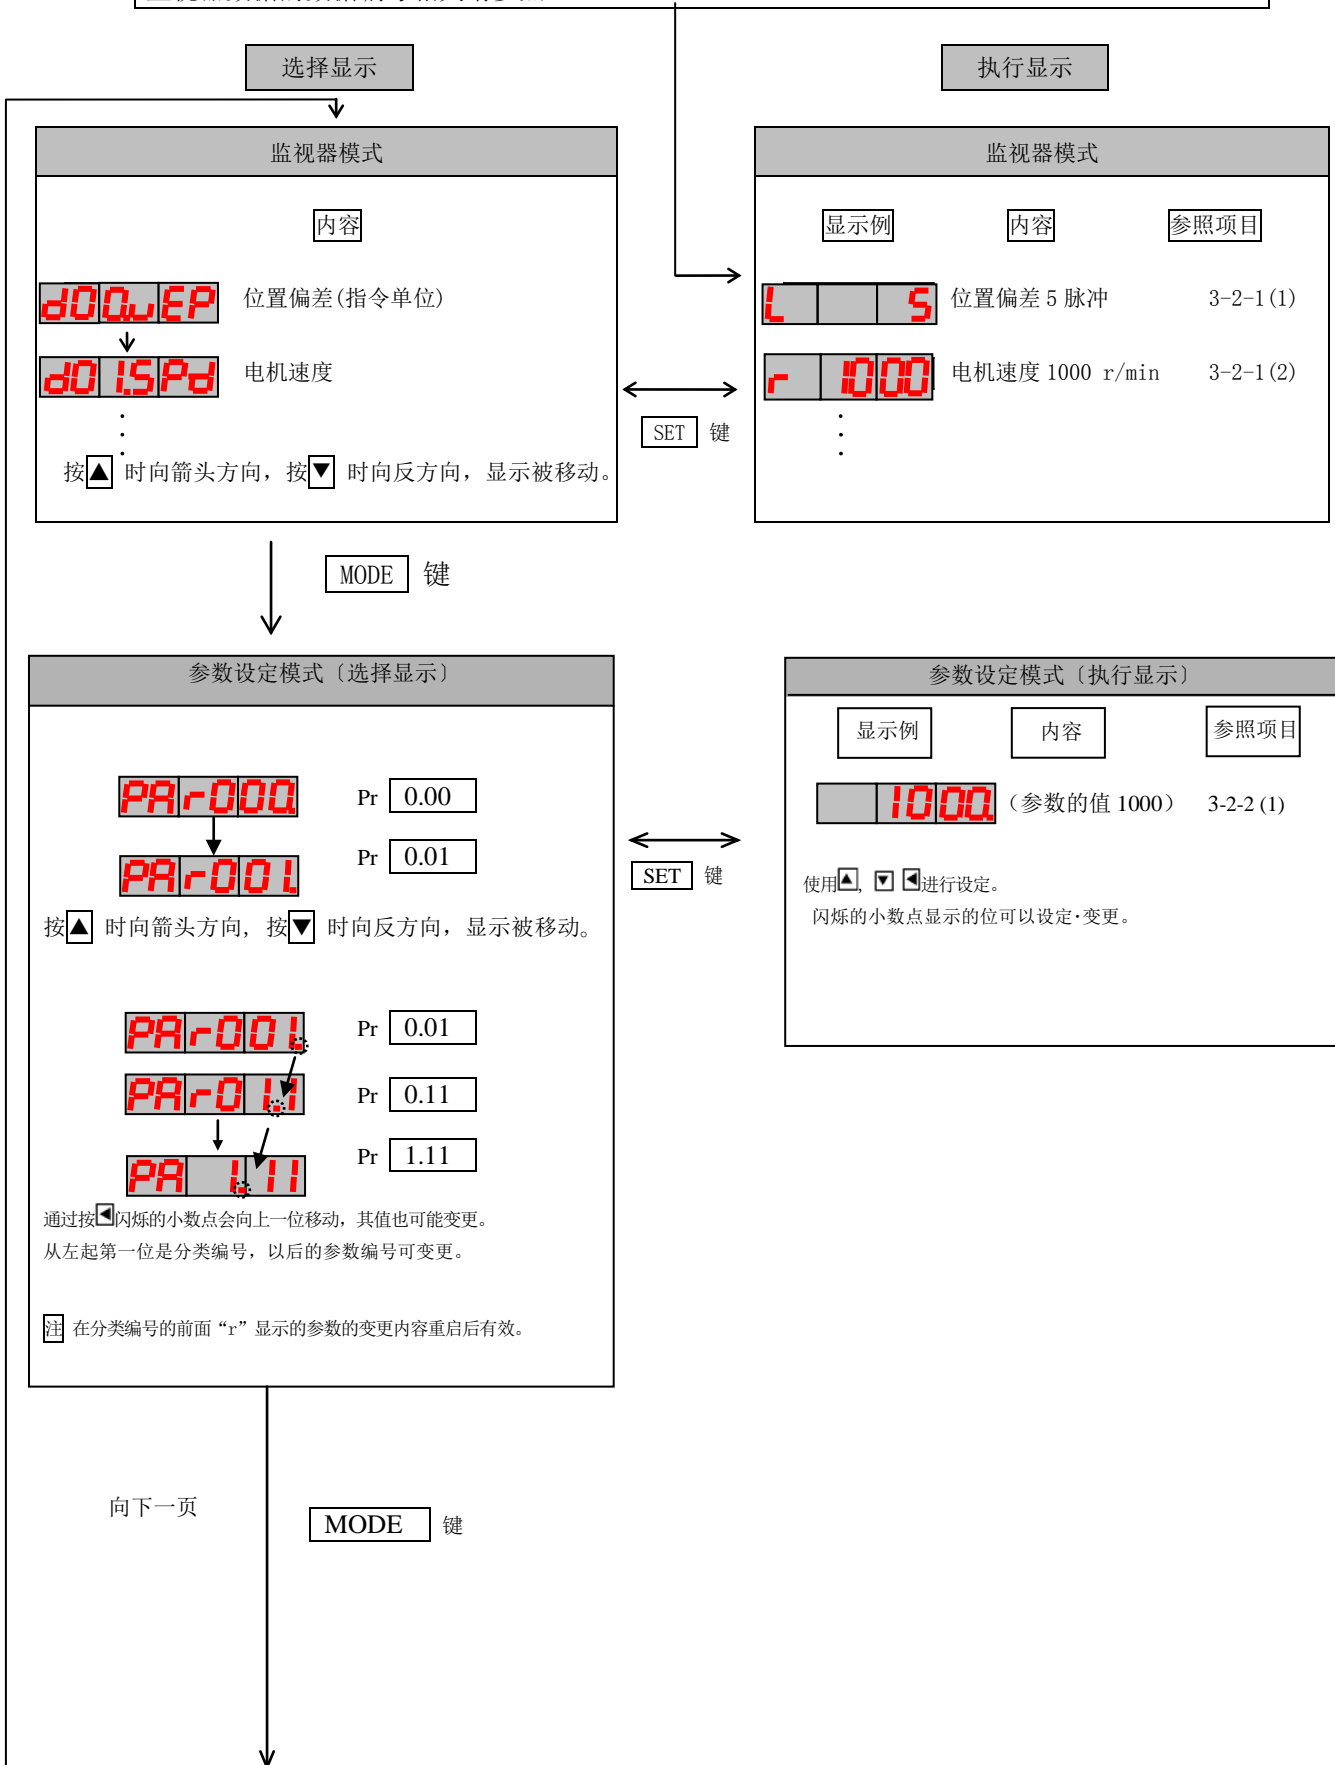 选择显示
执行显示
监视器模式
内容
d00.uEP 位置偏差(指令单位)
d01.SPd 电机速度
按▲ 时向箭头方向，按▼ 时向反方向，显示被移动。
监视器模式
显示例 内容 参照项目
L 5 位置偏差 5 脉冲 3-2-1(1)
r 1000 电机速度 1000 r/min 3-2-1(2)
SET 键
MODE 键
参数设定模式〔选择显示〕
PAr000. Pr 0.00
PAr001. Pr 0.01
按▲ 时向箭头方向, 按▼ 时向反方向，显示被移动。
PAr001. Pr 0.01
PAr01.1 Pr 0.11
PA 1.11 Pr 1.11
通过按◀闪烁的小数点会向上一位移动，其值也可能变更。
从左起第一位是分类编号，以后的参数编号可变更。
注 在分类编号的前面“r”显示的参数的变更内容重启后有效。
SET 键
参数设定模式〔执行显示〕
显示例 内容 参照项目
1000. （参数的值 1000） 3-2-2 (1)
使用▲, ▼ ◀进行设定。
闪烁的小数点显示的位可以设定·变更。
向下一页
MODE 键